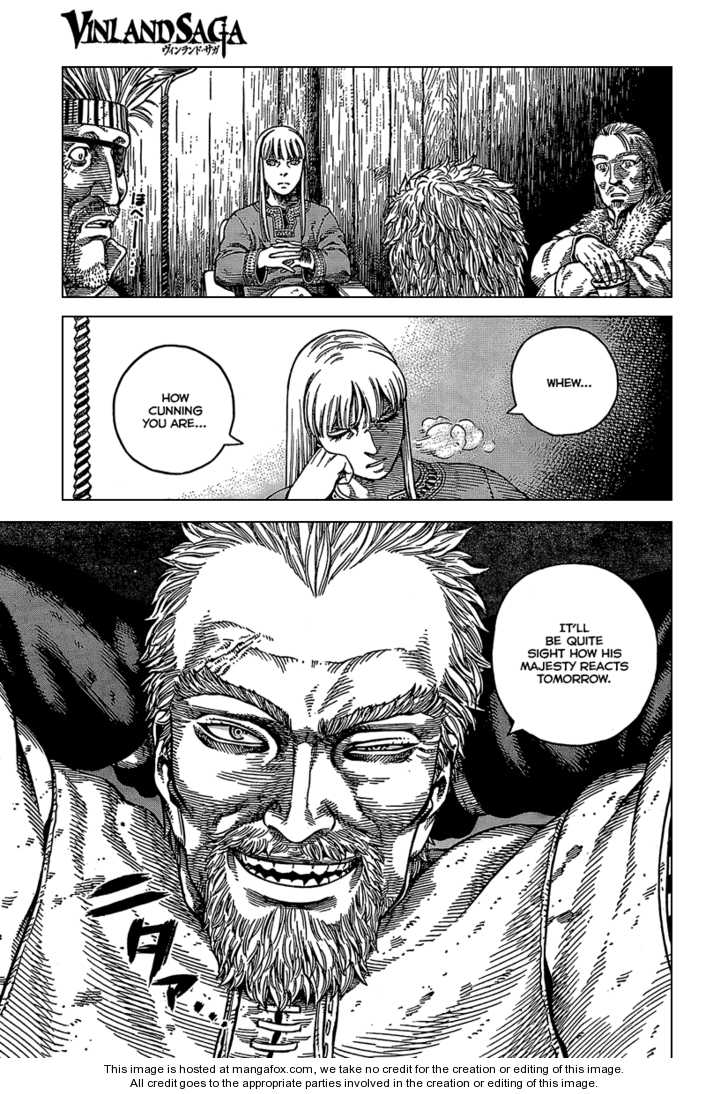 VINLAND SAGA
ヴィンランド・サガ
ほべー…
WHEW...
HOW
CUNNING
YOU ARE...
IT'LL
BE QUITE
SIGHT HOW HIS
MAJESTY REACTS
TOMORROW.
ニタァ…
This image is hosted at mangafox.com, we take no credit for the creation or editing of this image.
All credit goes to the appropriate parties involved in the creation or editing of this image.